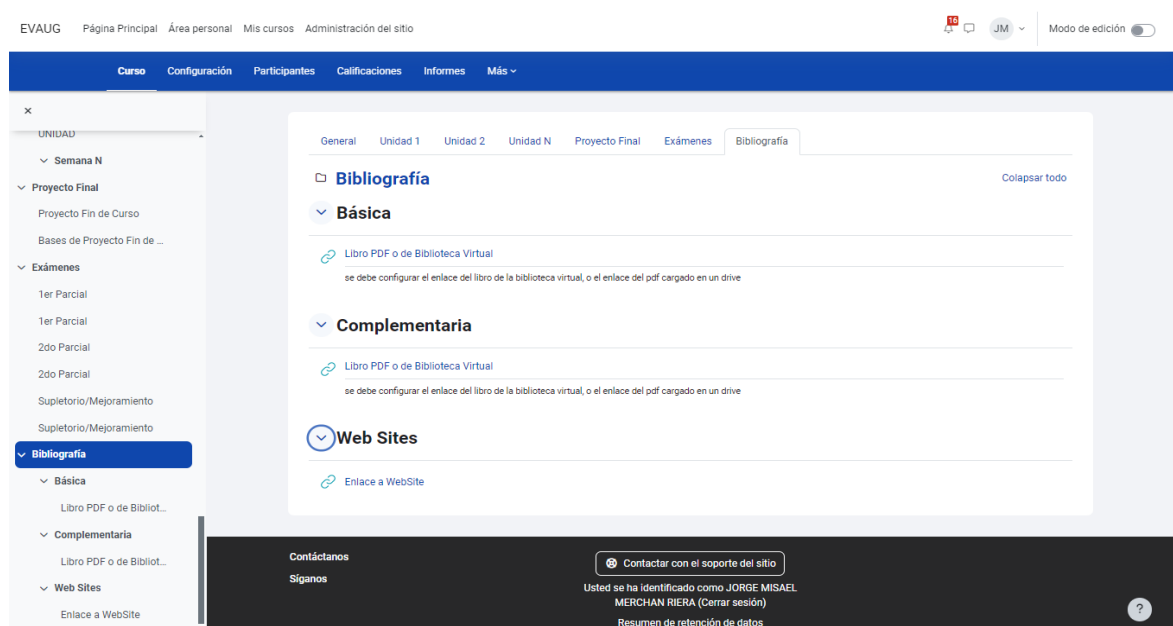 EVAUG Página Principal Área personal Mis cursos Administración del sitio 16 JM Modo de edición
Curso Configuración Participantes Calificaciones Informes Más
×
UNIDAD
Semana N
Proyecto Final
Proyecto Fin de Curso
Bases de Proyecto Fin de ...
Exámenes
1er Parcial
1er Parcial
2do Parcial
2do Parcial
Supletorio/Mejoramiento
Supletorio/Mejoramiento
Bibliografía
Básica
Libro PDF o de Bibliot...
Complementaria
Libro PDF o de Bibliot...
Web Sites
Enlace a WebSite
General Unidad 1 Unidad 2 Unidad N Proyecto Final Exámenes Bibliografía
Bibliografía Colapsar todo
Básica
Libro PDF o de Biblioteca Virtual
se debe configurar el enlace del libro de la biblioteca virtual, o el enlace del pdf cargado en un drive
Complementaria
Libro PDF o de Biblioteca Virtual
se debe configurar el enlace del libro de la biblioteca virtual, o el enlace del pdf cargado en un drive
Web Sites
Enlace a WebSite
Contáctanos
Síganos
Contactar con el soporte del sitio
Usted se ha identificado como JORGE MISAEL
MERCHAN RIERA (Cerrar sesión)
Resumen de retención de datos
?